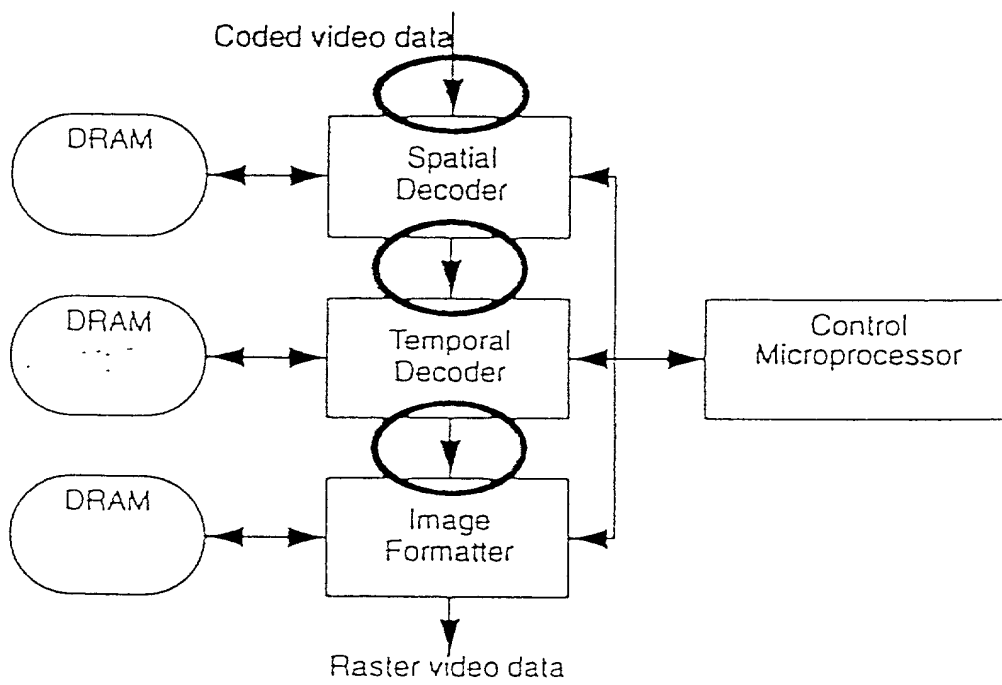 Coded video data
DRAM
Spatial
Decoder
DRAM
Temporal
Decoder
Control
Microprocessor
DRAM
Image
Formatter
Raster video data